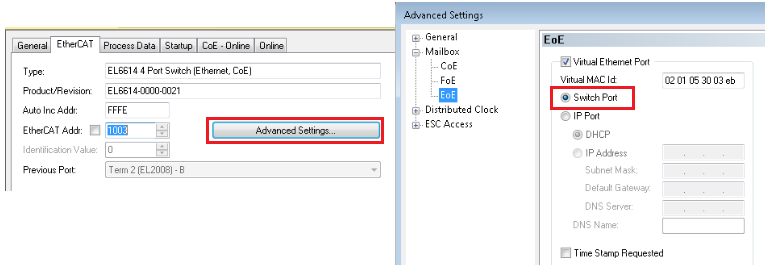 General EtherCAT Process Data Startup CoE - Online Online
Type: EL6614 4 Port Switch (Ethernet, CoE)
Product/Revision: EL6614-0000-0021
Auto Inc Addr: FFFE
EtherCAT Addr: 1003 Advanced Settings...
Identification Value: 0
Previous Port: Term 2 (EL2008) - B
Advanced Settings
General
Mailbox
CoE
FoE
EoE
Distributed Clock
ESC Access
EoE
Virtual Ethernet Port
Virtual MAC Id: 02 01 05 30 03 eb
Switch Port
IP Port
DHCP
IP Address
Subnet Mask:
Default Gateway:
DNS Server:
DNS Name:
Time Stamp Requested